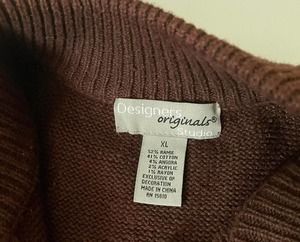 Designers
originals®
Studio
XL
52% RAMIE
41% COTTON
4% ANGORA
2% ACRYLIC
1% RAYON
EXCLUSIVE OF
DECORATION
MADE IN CHINA
RN 15810